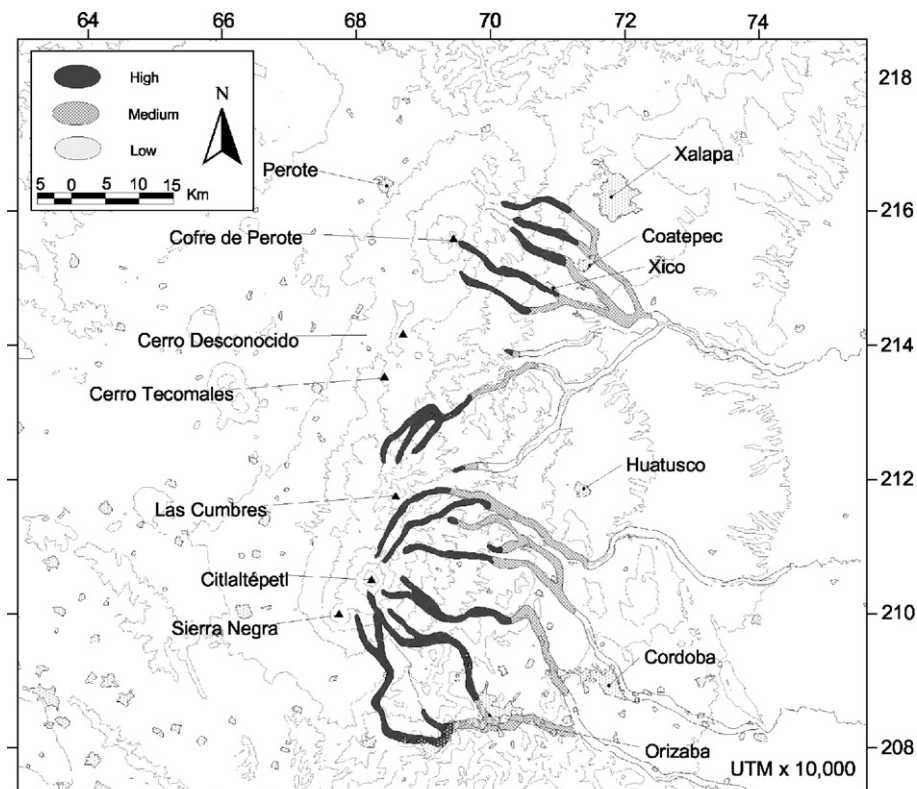 64 66 68 70 72 74
High
Medium
Low
N
5 0 5 10 15 Km
218
216
214
212
210
208
Perote
Xalapa
Cofre de Perote
Coatepec
Xico
Cerro Desconocido
Cerro Tecomales
Huatusco
Las Cumbres
Citlaltépetl
Sierra Negra
Cordoba
Orizaba
UTM x 10,000